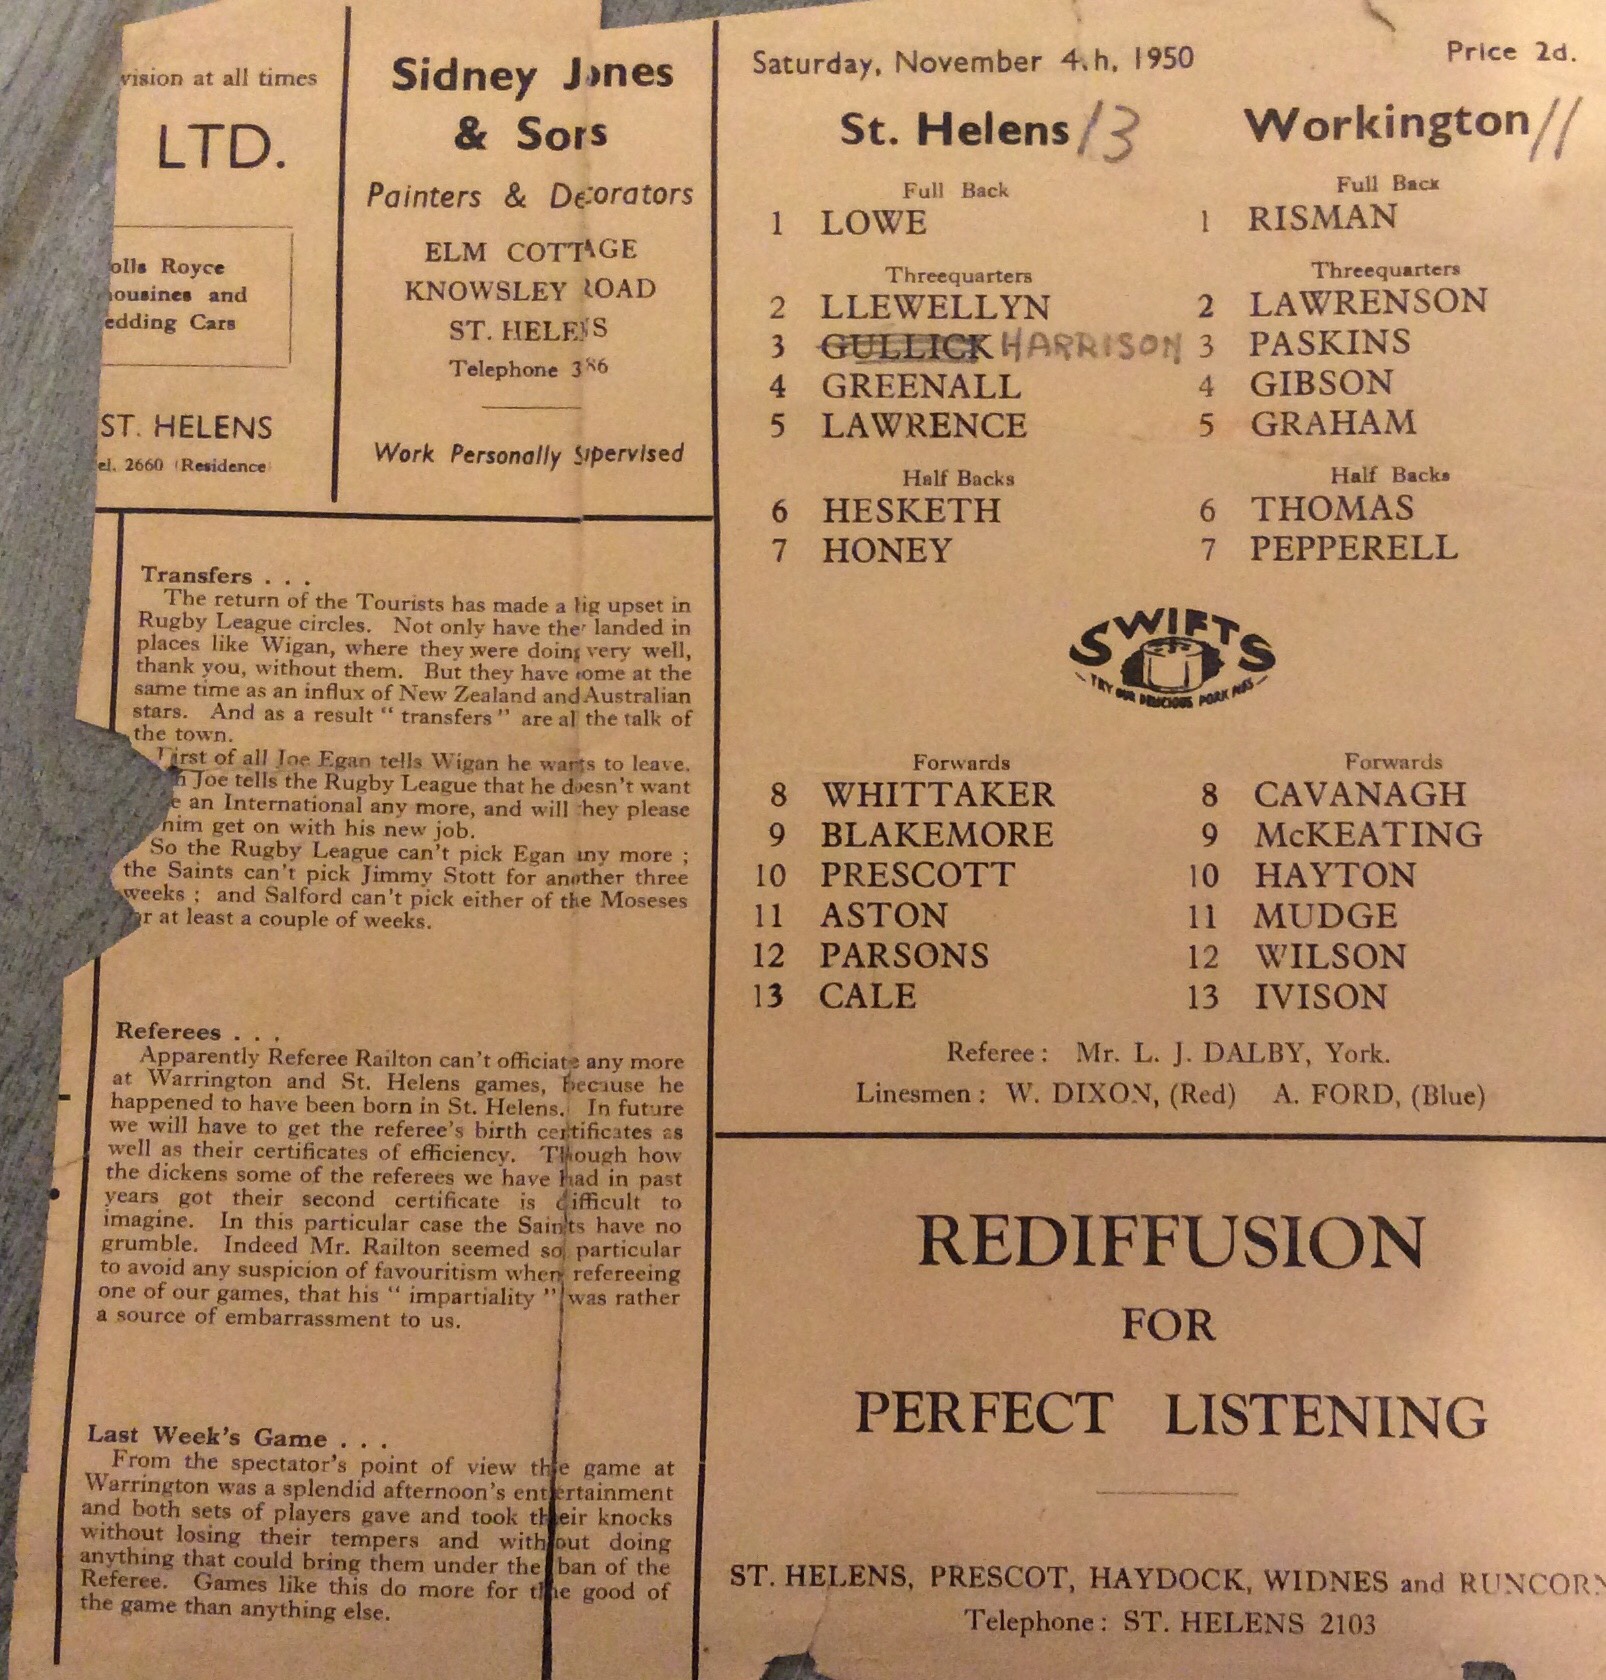 vision at all times
LTD.
olls Royce
ousines and
edding Cars
ST. HELENS
el. 2660 (Residence)
Sidney Jones
& Sons
Painters & Decorators
ELM COTTAGE
KNOWSLEY ROAD
ST. HELENS
Telephone 386
Work Personally Supervised
Transfers . . .
The return of the Tourists has made a big upset in
Rugby League circles. Not only have they landed in
places like Wigan, where they were doing very well,
thank you, without them. But they have come at the
same time as an influx of New Zealand and Australian
stars. And as a result “ transfers ” are all the talk of
the town.
First of all Joe Egan tells Wigan he wants to leave.
n Joe tells the Rugby League that he doesn't want
e an International any more, and will they please
him get on with his new job.
So the Rugby League can't pick Egan any more ;
the Saints can't pick Jimmy Stott for another three
weeks ; and Salford can't pick either of the Moseses
or at least a couple of weeks.
Referees . . .
Apparently Referee Railton can't officiate any more
at Warrington and St. Helens games, because he
happened to have been born in St. Helens. In future
we will have to get the referee's birth certificates as
well as their certificates of efficiency. Though how
the dickens some of the referees we have had in past
years got their second certificate is difficult to
imagine. In this particular case the Saints have no
grumble. Indeed Mr. Railton seemed so particular
to avoid any suspicion of favouritism when refereeing
one of our games, that his “ impartiality ” was rather
a source of embarrassment to us.
Last Week's Game . . .
From the spectator's point of view the game at
Warrington was a splendid afternoon's entertainment
and both sets of players gave and took their knocks
without losing their tempers and without doing
anything that could bring them under the ban of the
Referee. Games like this do more for the good of
the game than anything else.
Saturday, November 4th, 1950 Price 2d.
St. Helens 13 Workington 11
Full Back Full Back
1 LOWE 1 RISMAN
Threequarters Threequarters
2 LLEWELLYN 2 LAWRENSON
3 GULLICK HARRISON 3 PASKINS
4 GREENALL 4 GIBSON
5 LAWRENCE 5 GRAHAM
Half Backs Half Backs
6 HESKETH 6 THOMAS
7 HONEY 7 PEPPERELL
SWIFTS
TRY OUR DELICIOUS PORK PIES
Forwards Forwards
8 WHITTAKER 8 CAVANAGH
9 BLAKEMORE 9 McKEATING
10 PRESCOTT 10 HAYTON
11 ASTON 11 MUDGE
12 PARSONS 12 WILSON
13 CALE 13 IVISON
Referee : Mr. L. J. DALBY, York.
Linesmen : W. DIXON, (Red) A. FORD, (Blue)
REDIFFUSION
FOR
PERFECT LISTENING
ST. HELENS, PRESCOT, HAYDOCK, WIDNES and RUNCORN
Telephone : ST. HELENS 2103